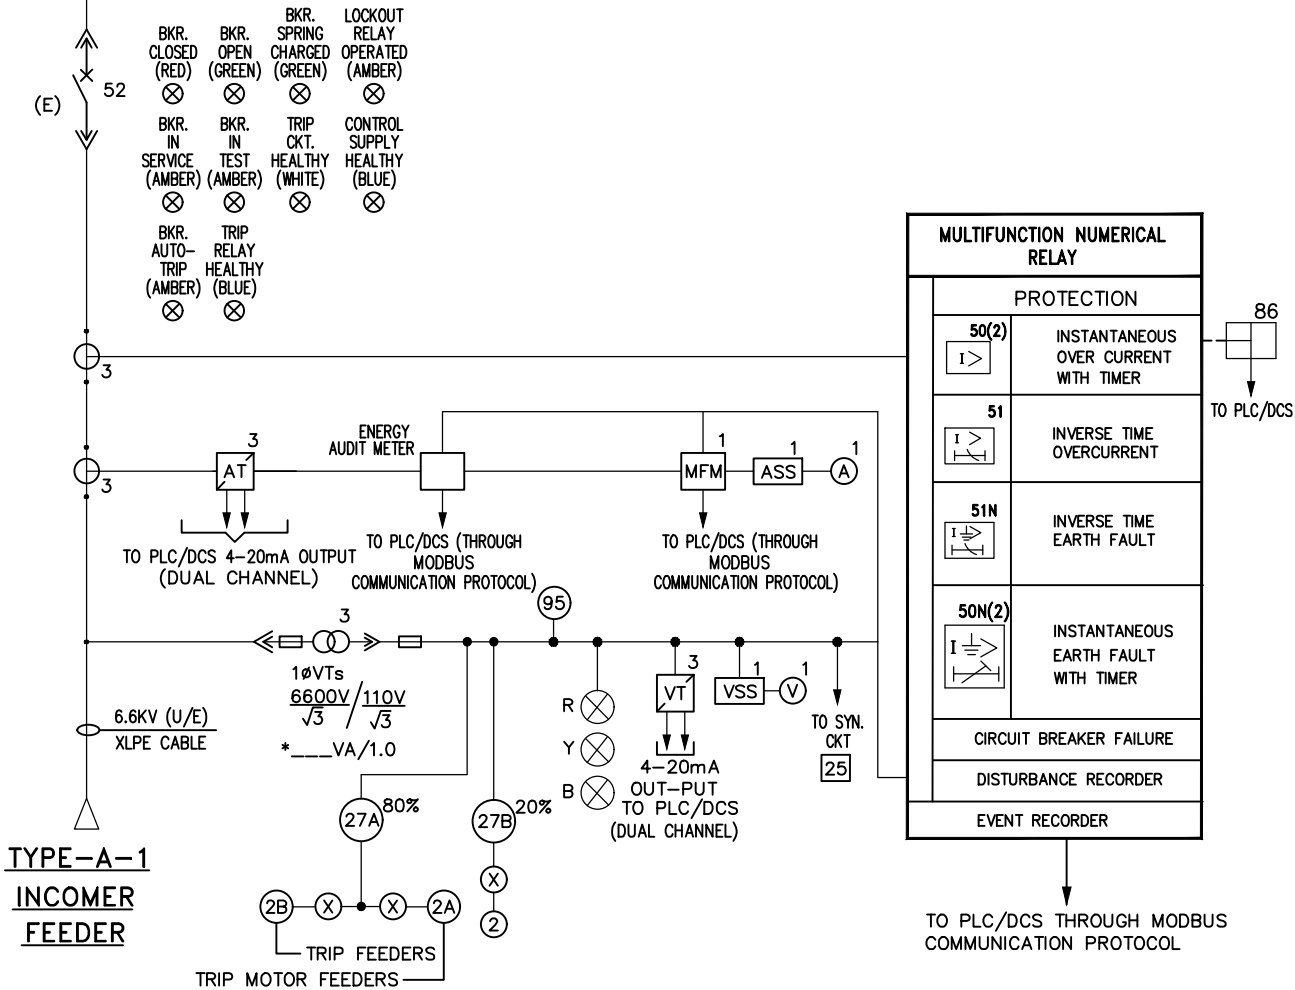 BKR.
CLOSED
(RED)
BKR.
OPEN
(GREEN)
BKR.
SPRING
CHARGED
(GREEN)
LOCKOUT
RELAY
OPERATED
(AMBER)
52
(E)
BKR.
IN
SERVICE
(AMBER)
BKR.
IN
TEST
(AMBER)
TRIP
CKT.
HEALTHY
(WHITE)
CONTROL
SUPPLY
HEALTHY
(BLUE)
BKR.
AUTO-
TRIP
(AMBER)
TRIP
RELAY
HEALTHY
(BLUE)
3
3
AT
3
TO PLC/DCS 4-20mA OUTPUT
(DUAL CHANNEL)
ENERGY
AUDIT METER
TO PLC/DCS (THROUGH
MODBUS
COMMUNICATION PROTOCOL)
MFM
1
TO PLC/DCS (THROUGH
MODBUS
COMMUNICATION PROTOCOL)
ASS
1
A
1
3
1øVTs
6600V/110V
√3 √3
*___VA/1.0
95
6.6KV (U/E)
XLPE CABLE
R
Y
B
VT
3
4-20mA
OUT-PUT
TO PLC/DCS
(DUAL CHANNEL)
VSS
1
V
1
TO SYN.
CKT
25
27A
80%
27B
20%
2B
X
X
2A
X
2
TRIP FEEDERS
TRIP MOTOR FEEDERS
TYPE-A-1
INCOMER
FEEDER
MULTIFUNCTION NUMERICAL
RELAY
PROTECTION
50(2)
I>
INSTANTANEOUS
OVER CURRENT
WITH TIMER
51
I>
INVERSE TIME
OVERCURRENT
51N
I>
INVERSE TIME
EARTH FAULT
50N(2)
I>
INSTANTANEOUS
EARTH FAULT
WITH TIMER
CIRCUIT BREAKER FAILURE
DISTURBANCE RECORDER
EVENT RECORDER
86
TO PLC/DCS
TO PLC/DCS THROUGH MODBUS
COMMUNICATION PROTOCOL